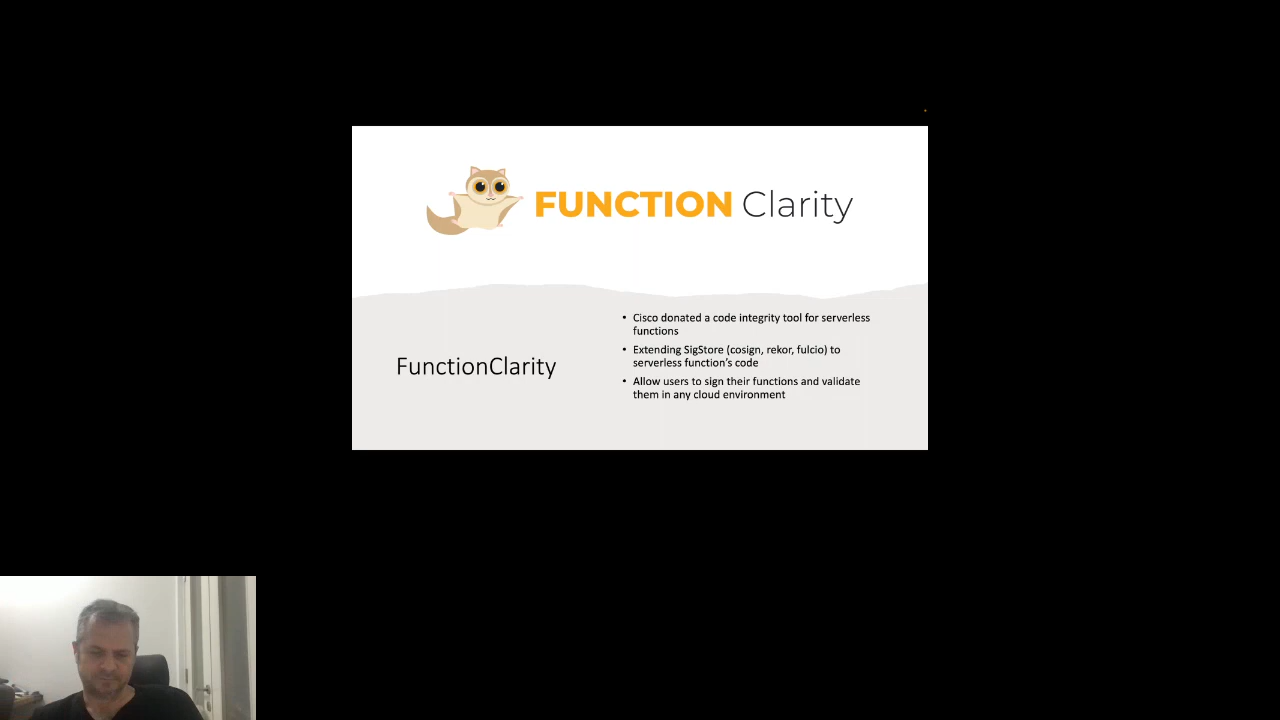 FUNCTION Clarity
FunctionClarity
• Cisco donated a code integrity tool for serverless
functions
• Extending SigStore (cosign, rekor, fulcio) to
serverless function's code
• Allow users to sign their functions and validate
them in any cloud environment